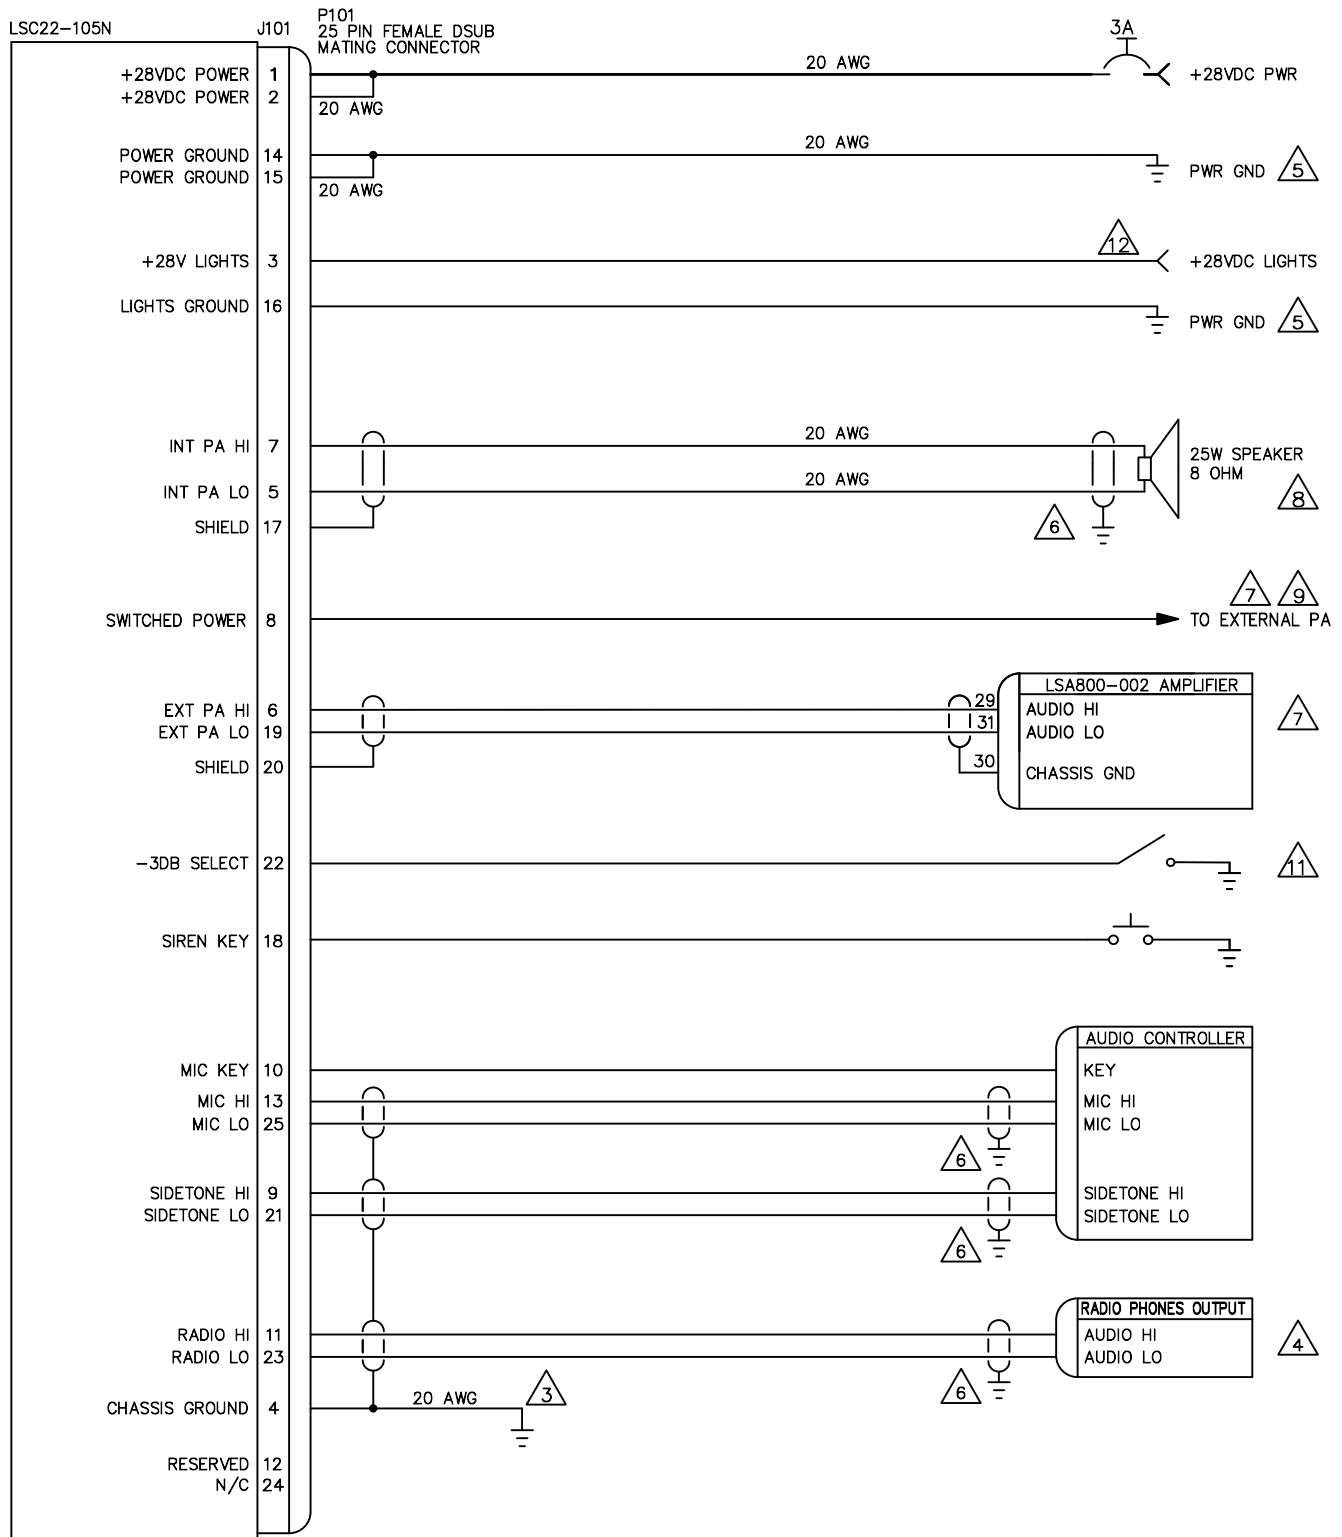 LSC22-105N
J101
P101
25 PIN FEMALE DSUB
MATING CONNECTOR
3A
+28VDC POWER 1
20 AWG
+28VDC PWR
+28VDC POWER 2
20 AWG
POWER GROUND 14
20 AWG
PWR GND 5
POWER GROUND 15
20 AWG
12
+28V LIGHTS 3
+28VDC LIGHTS
LIGHTS GROUND 16
PWR GND 5
INT PA HI 7
20 AWG
25W SPEAKER
8 OHM
8
INT PA LO 5
20 AWG
SHIELD 17
6
7 9
SWITCHED POWER 8
TO EXTERNAL PA
LSA800-002 AMPLIFIER
EXT PA HI 6
29 AUDIO HI
7
EXT PA LO 19
31 AUDIO LO
SHIELD 20
30 CHASSIS GND
-3DB SELECT 22
11
SIREN KEY 18
AUDIO CONTROLLER
MIC KEY 10
KEY
MIC HI 13
MIC HI
MIC LO 25
MIC LO
6
SIDETONE HI 9
SIDETONE HI
SIDETONE LO 21
SIDETONE LO
6
RADIO PHONES OUTPUT
RADIO HI 11
AUDIO HI
4
RADIO LO 23
AUDIO LO
6
CHASSIS GROUND 4
20 AWG
3
RESERVED 12
N/C 24